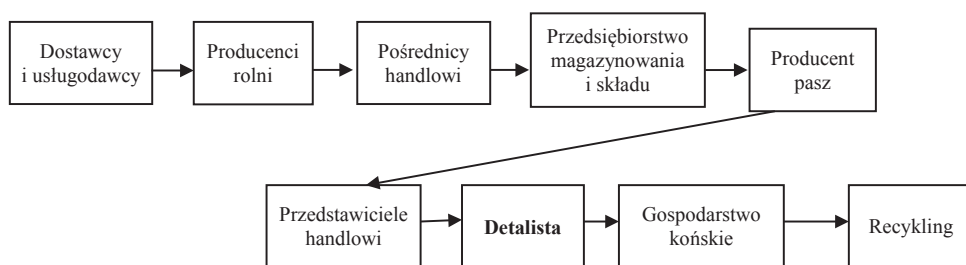 Dostawcy
i usługodawcy
Producenci
rolni
Pośrednicy
handlowi
Przedsiębiorstwo
magazynowania
i składu
Producent
pasz
Przedstawiciele
handlowi
Detalista
Gospodarstwo
końskie
Recykling